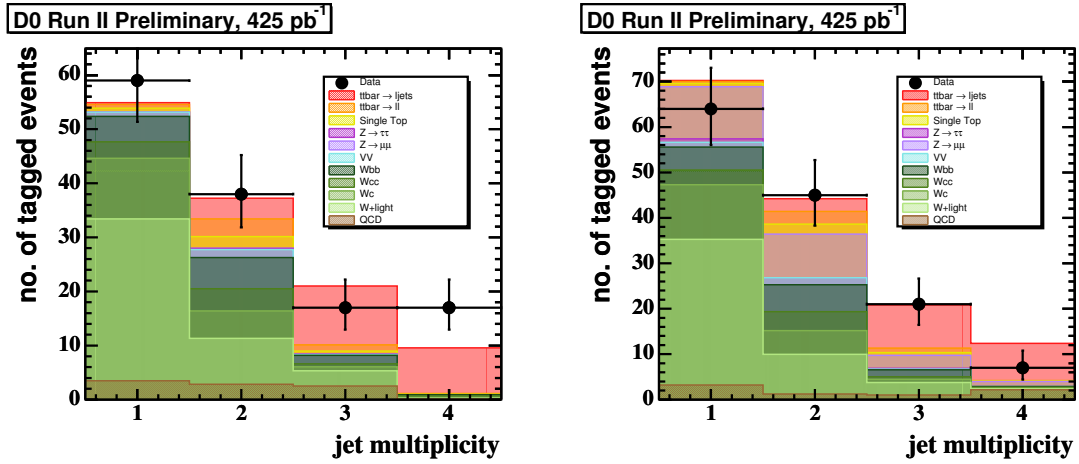 D0 Run II Preliminary, 425 pb-1
no. of tagged events
60
50
40
30
20
10
0
1 2 3 4
jet multiplicity
Data
ttbar → ljets
ttbar → ll
Single Top
Z → ττ
Z → μμ
VV
Wbb
Wcc
Wc
W+light
QCD
D0 Run II Preliminary, 425 pb-1
no. of tagged events
70
60
50
40
30
20
10
0
1 2 3 4
jet multiplicity
Data
ttbar → ljets
ttbar → ll
Single Top
Z → ττ
Z → μμ
VV
Wbb
Wcc
Wc
W+light
QCD